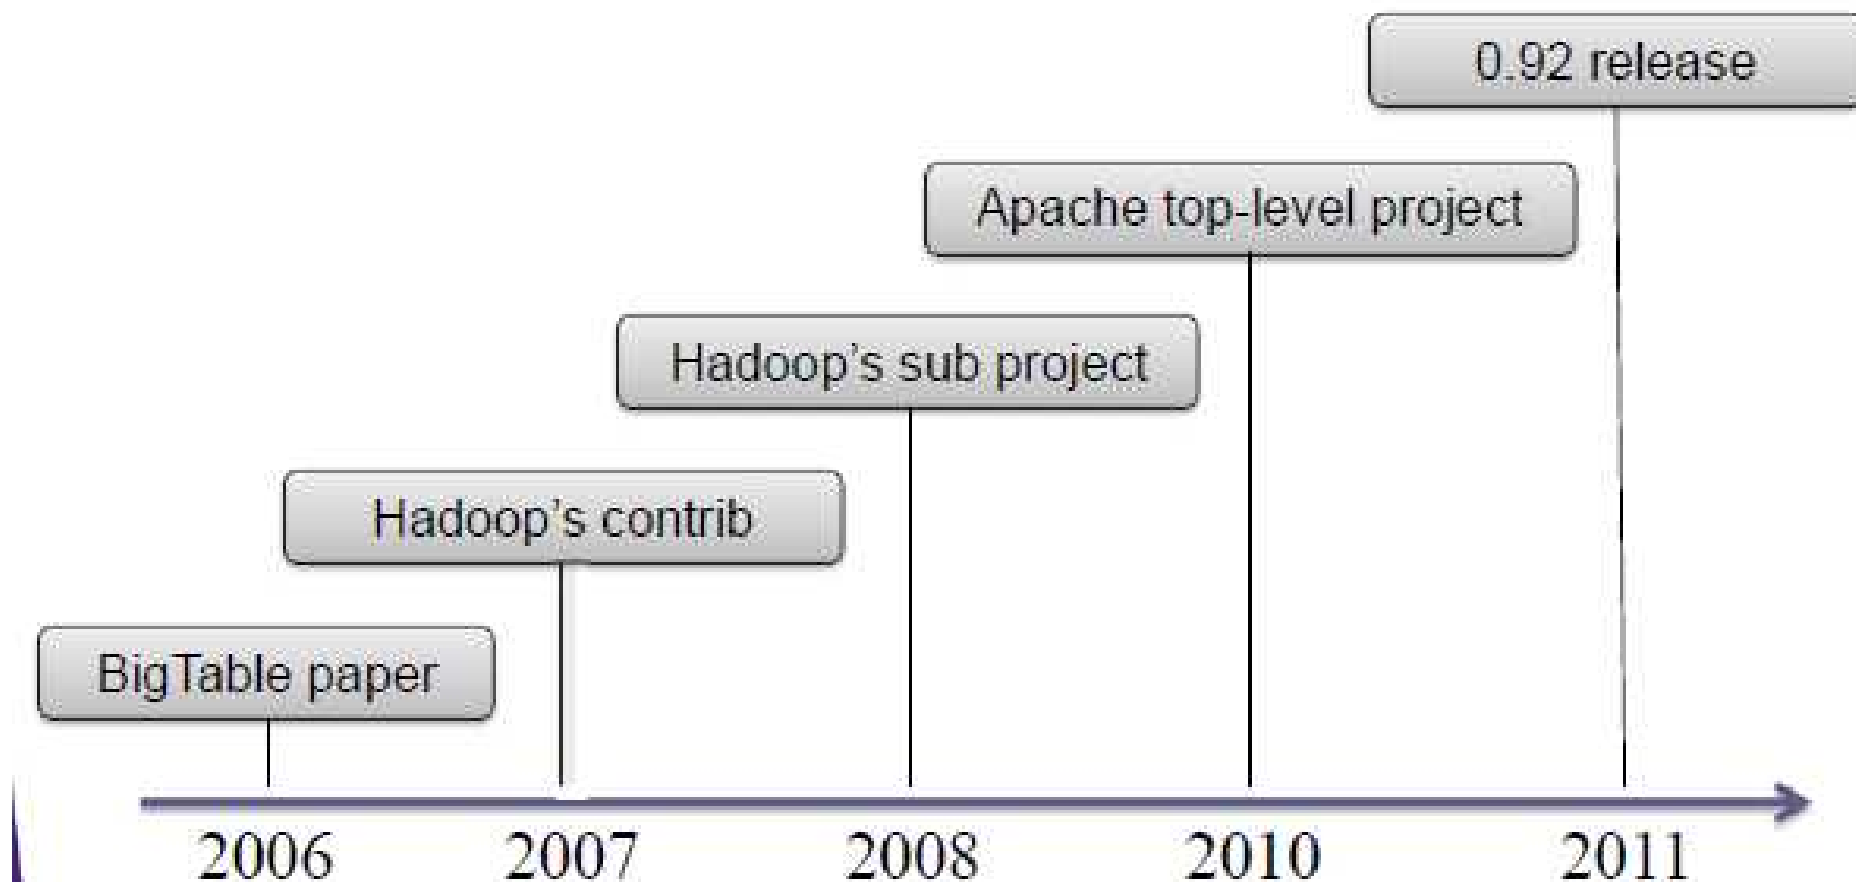 0.92 release
Apache top-level project
Hadoop's sub project
Hadoop's contrib
BigTable paper
2006 2007 2008 2010 2011